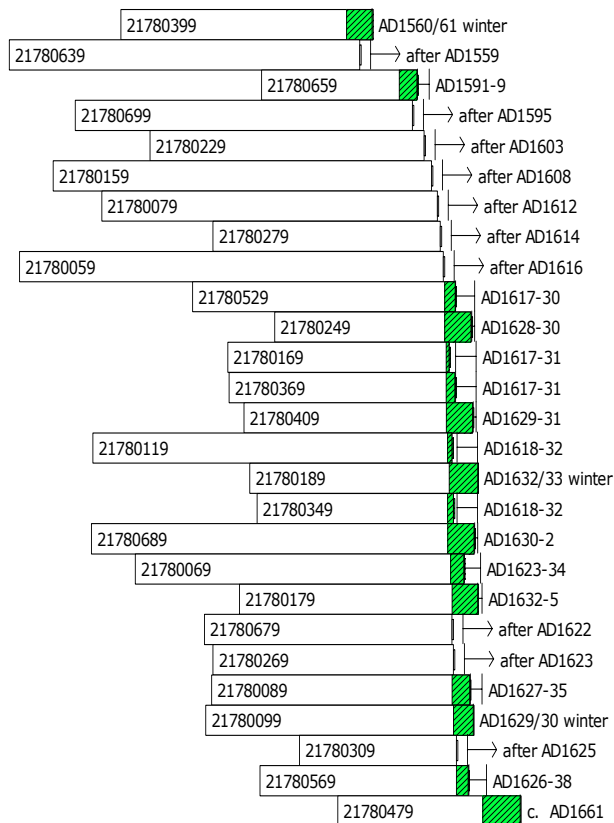 21780399 AD1560/61 winter
21780639 after AD1559
21780659 AD1591-9
21780699 after AD1595
21780229 after AD1603
21780159 after AD1608
21780079 after AD1612
21780279 after AD1614
21780059 after AD1616
21780529 AD1617-30
21780249 AD1628-30
21780169 AD1617-31
21780369 AD1617-31
21780409 AD1629-31
21780119 AD1618-32
21780189 AD1632/33 winter
21780349 AD1618-32
21780689 AD1630-2
21780069 AD1623-34
21780179 AD1632-5
21780679 after AD1622
21780269 after AD1623
21780089 AD1627-35
21780099 AD1629/30 winter
21780309 after AD1625
21780569 AD1626-38
21780479 c. AD1661